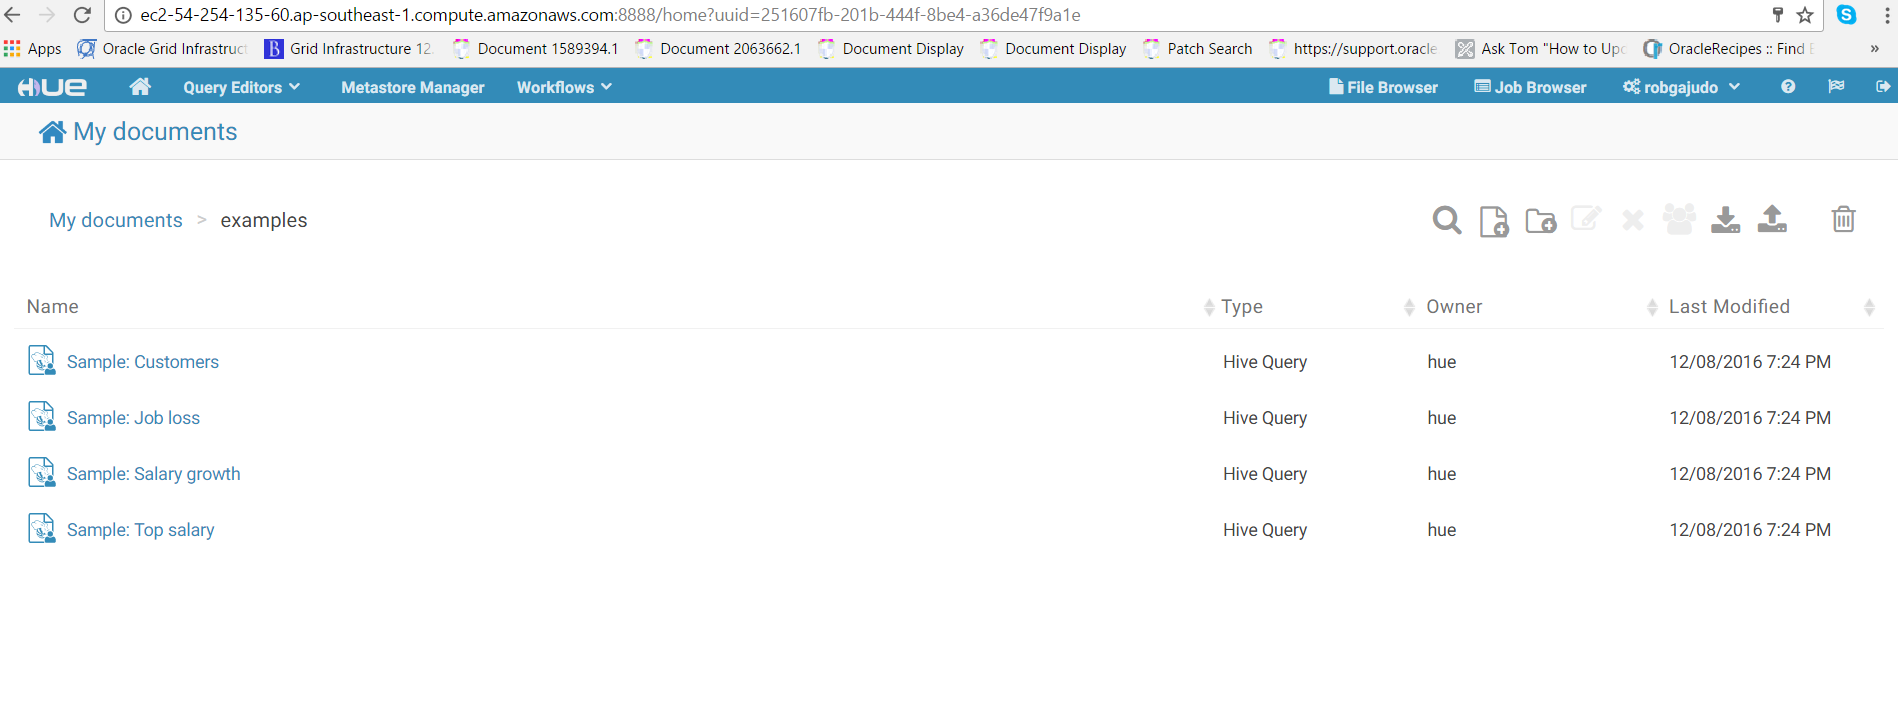 ec2-54-254-135-60.ap-southeast-1.compute.amazonaws.com:8888/home?uuid=251607fb-201b-444f-8be4-a36de47f9a1e
Apps Oracle Grid Infrastruct Grid Infrastructure 12 Document 1589394.1 Document 2063662.1 Document Display Document Display Patch Search https://support.oracle Ask Tom "How to Upd OracleRecipes :: Find E »
HUE Query Editors Metastore Manager Workflows File Browser Job Browser robgajudo
My documents
My documents > examples
Name Type Owner Last Modified
Sample: Customers Hive Query hue 12/08/2016 7:24 PM
Sample: Job loss Hive Query hue 12/08/2016 7:24 PM
Sample: Salary growth Hive Query hue 12/08/2016 7:24 PM
Sample: Top salary Hive Query hue 12/08/2016 7:24 PM